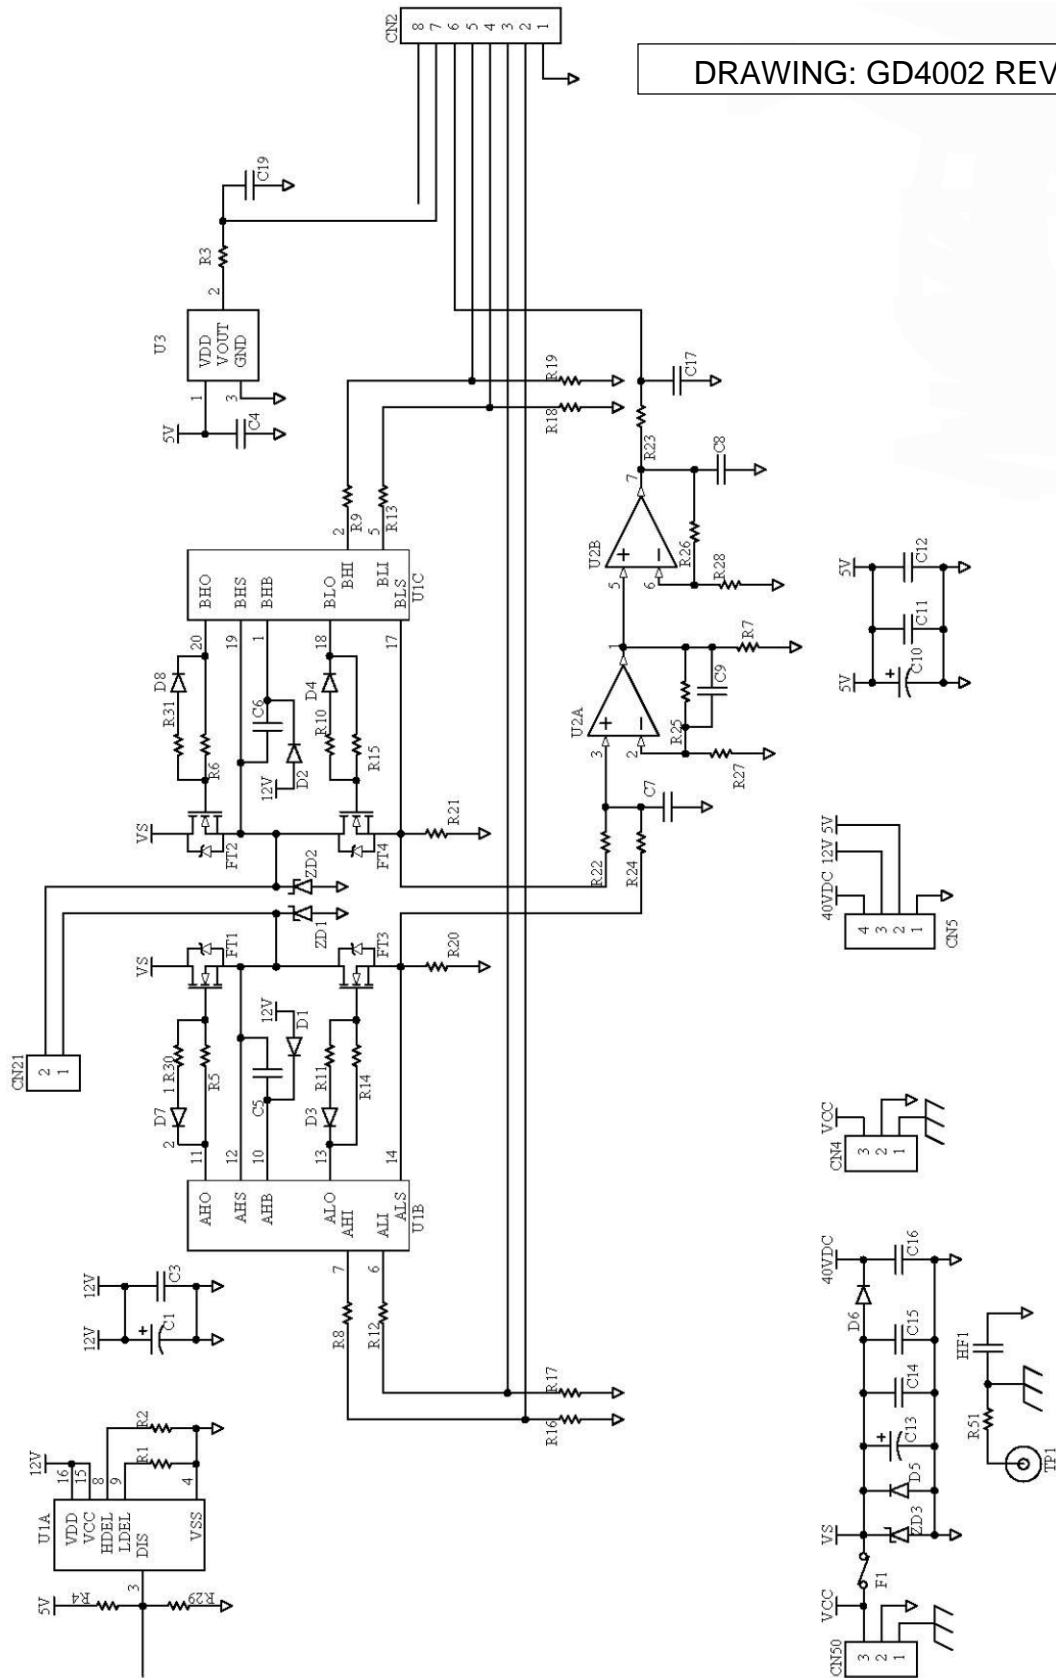 DRAWING: GD4002 REV
CN2
8
7
6
5
4
3
2
1
C19
R3
2
U3
VDD
VOUT
GND
1
3
5V
C4
R19
R18
C17
R23
7
C8
U2B
+
−
R26
5
6
R28
2
R9
5
R13
BHO
BHS
BHB
BLO
BHI
BLI
BLS
U1C
20
19
1
18
17
D8
R31
R6
C6
12V
D2
D4
R10
R15
VS
FT2
FT4
R21
ZD2
ZD1
1
U2A
+
−
3
2
R25
C9
R7
R27
C7
R22
R24
5V
5V
+
C10
C11
C12
40VDC
12V
5V
4
3
2
1
CN5
CN21
2
1
VS
FT1
FT3
R20
1
R30
R5
D7
2
C5
12V
D1
R11
R14
D3
11
12
10
13
14
AHO
AHS
AHB
ALO
AHI
ALI
ALS
U1B
7
6
R8
R12
R17
R16
12V
12V
+
C1
C3
VCC
CN4
3
2
1
U1A
12V
16
15
8
9
4
VDD
VCC
HDEL
LDEL
DIS
VSS
R2
R1
3
5V
R4
R29
40VDC
D6
C16
C15
C14
+
C13
D5
ZD3
VS
F1
VCC
CN50
3
2
1
HF1
R51
TP1